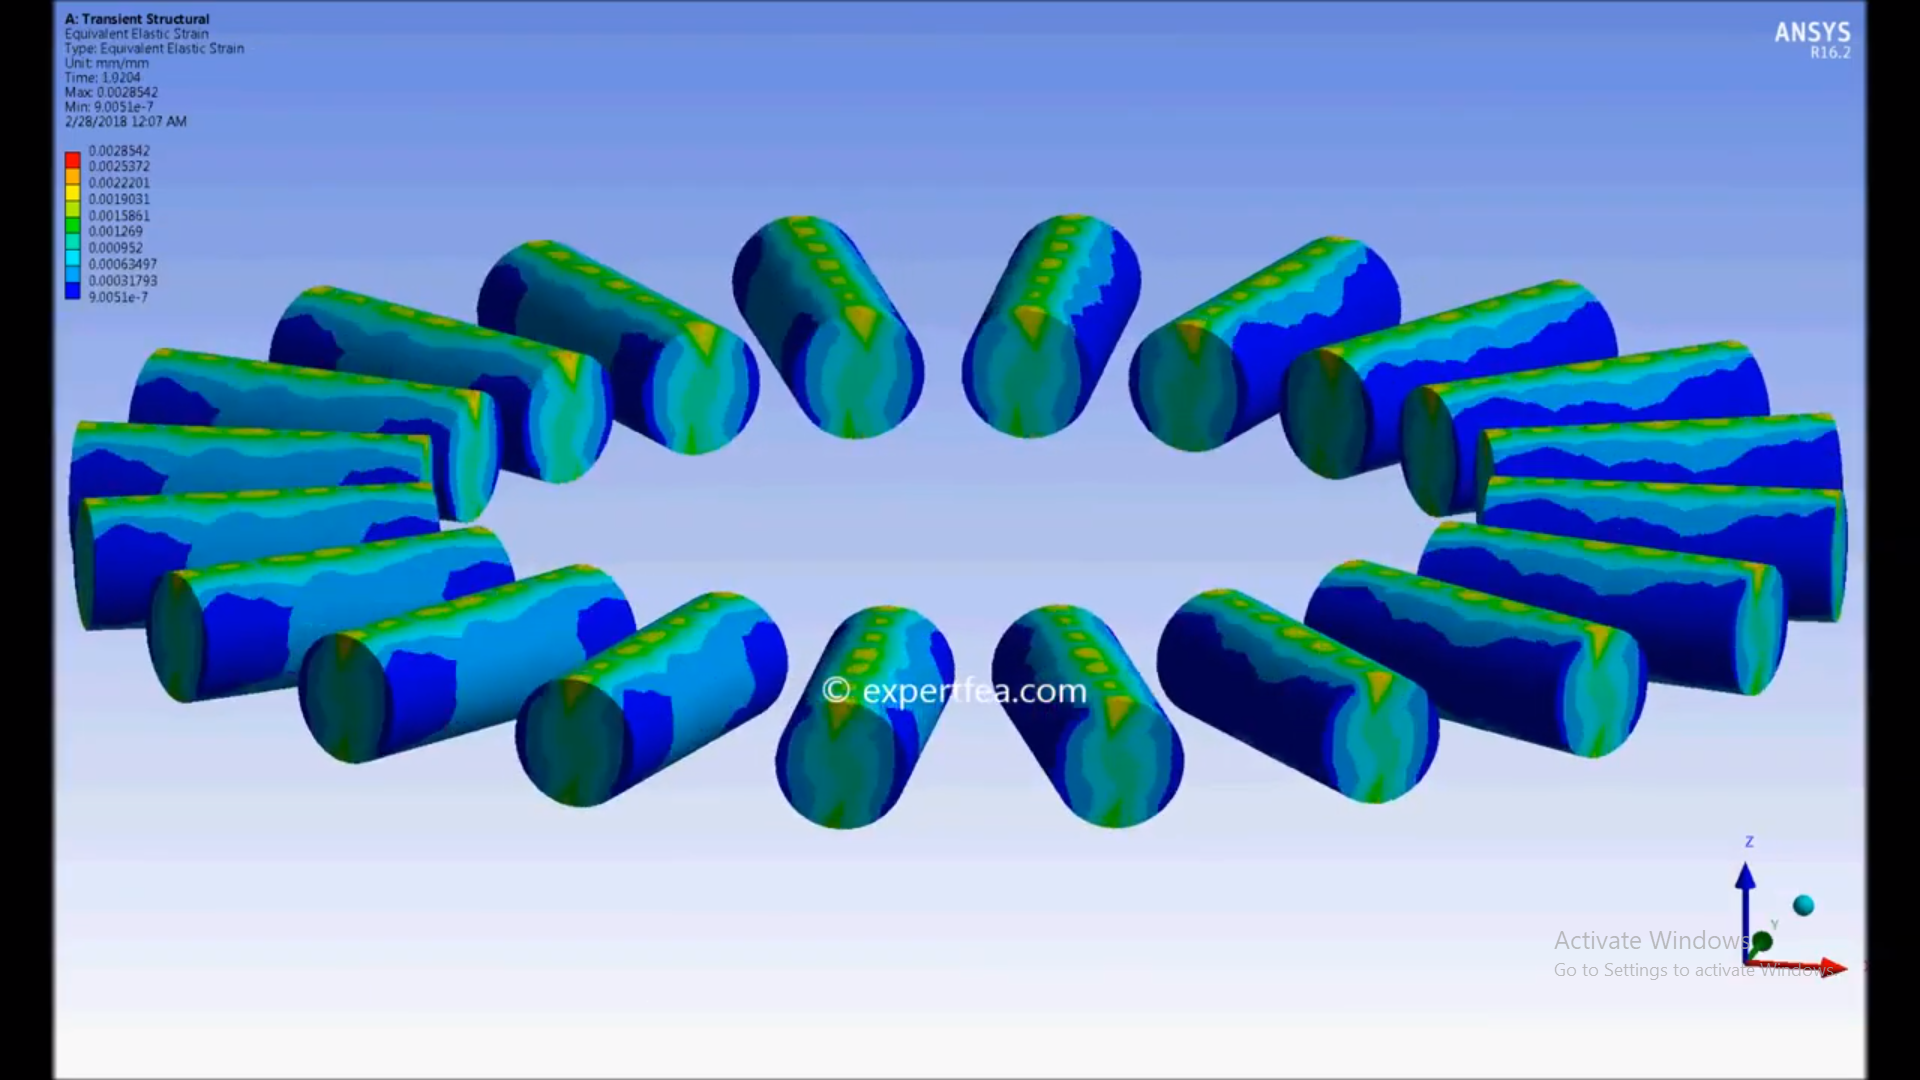 A: Transient Structural
Equivalent Elastic Strain
Type: Equivalent Elastic Strain
Unit: mm/mm
Time: 1.9204
Max: 0.0028542
Min: 9.0051e-7
2/28/2018 12:07 AM
0.0028542
0.0025372
0.0022201
0.0019031
0.0015861
0.001269
0.000952
0.00063497
0.00031793
9.0051e-7
ANSYS
R16.2
© expertfea.com
Z
Y
Activate Windows
Go to Settings to activate Windows.